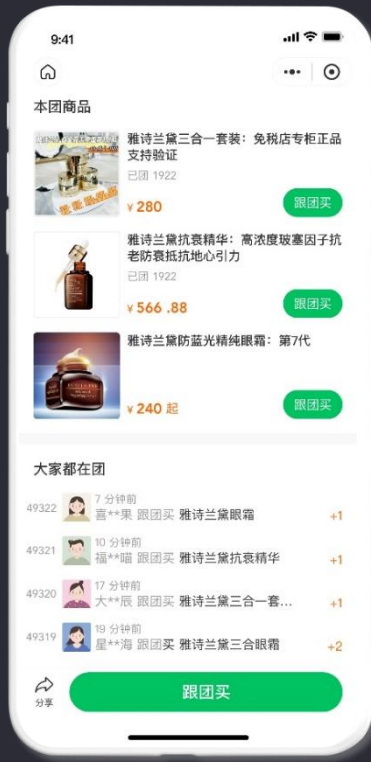 9:41
本团商品
雅诗兰黛三合一套装：免税店专柜正品
支持验证
已团 1922
¥ 280
跟团买
雅诗兰黛抗衰精华：高浓度玻塞因子抗
老防衰抵抗地心引力
已团 1922
¥ 566 .88
跟团买
雅诗兰黛防蓝光精纯眼霜：第7代
¥ 240 起
跟团买
大家都在团
49322
7 分钟前
喜**果 跟团买 雅诗兰黛眼霜
+1
49321
10 分钟前
福**喵 跟团买 雅诗兰黛抗衰精华
+1
49320
17 分钟前
大**辰 跟团买 雅诗兰黛三合一套...
+1
49319
19 分钟前
星**海 跟团买 雅诗兰黛三合眼霜
+2
分享
跟团买